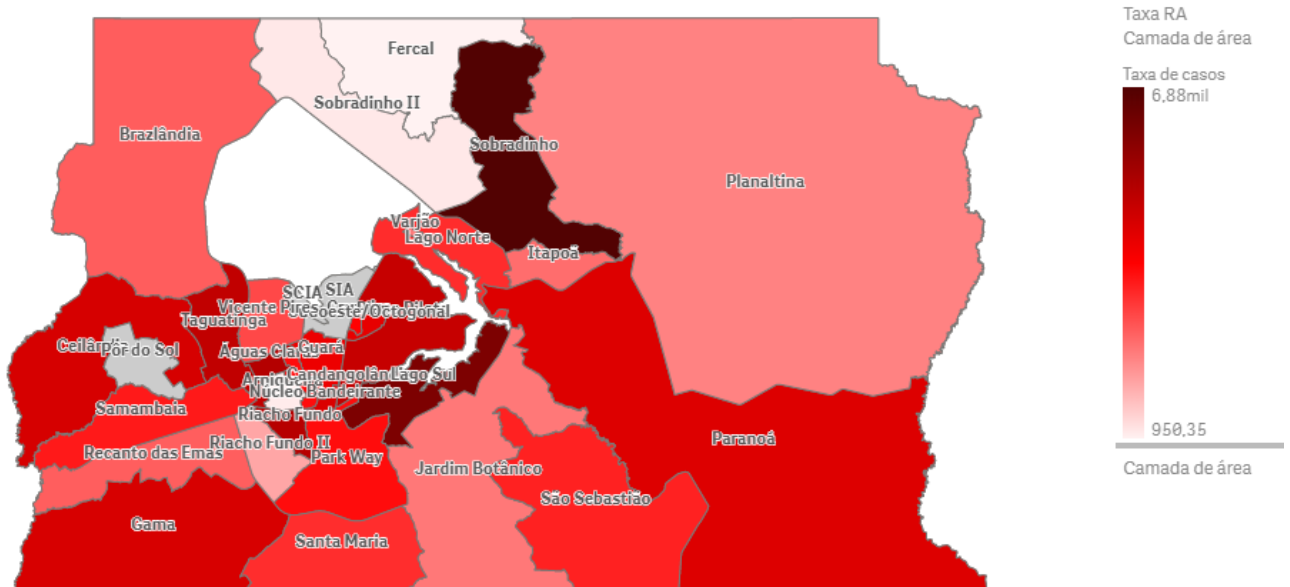 Taxa RA
Camada de área
Taxa de casos
6,88mil
950,35
Camada de área
Fercal
Sobradinho II
Brazlândia
Sobradinho
Planaltina
Varjão
Lago Norte
Itapoã
SCIA
SIA
Vicente Pires
Sudoeste/Octogonal
Taguatinga
Guará
Pôr do Sol
Águas Claras
Lago Sul
Núcleo Bandeirante
Samambaia
Riacho Fundo
Paranoá
Riacho Fundo II
Recanto das Emas
Park Way
Jardim Botânico
São Sebastião
Gama
Santa Maria